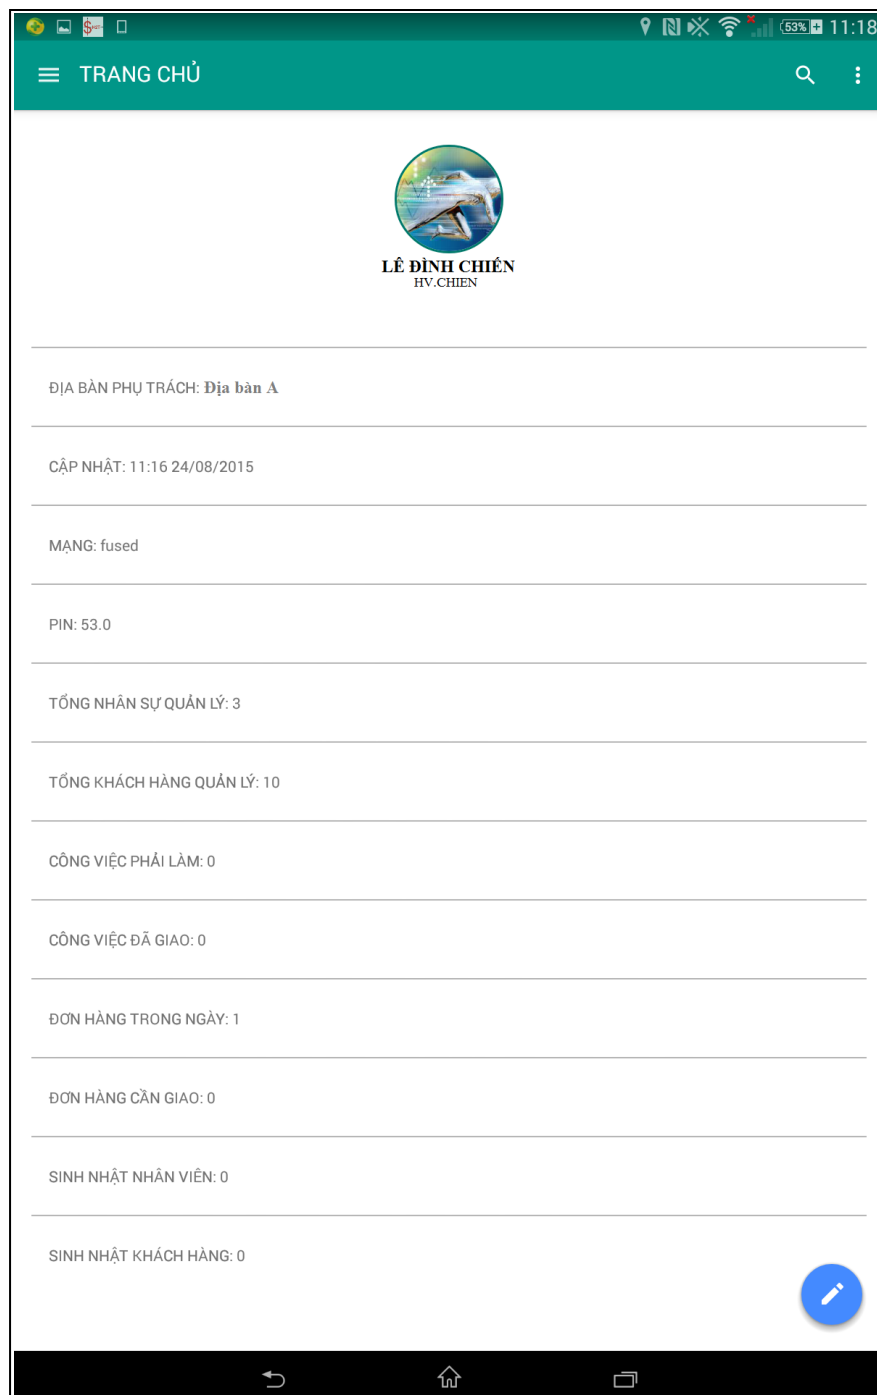 53% 11:18
TRANG CHỦ
LÊ ĐÌNH CHIẾN
HV.CHIEN
ĐỊA BÀN PHỤ TRÁCH: Địa bàn A
CẬP NHẬT: 11:16 24/08/2015
MẠNG: fused
PIN: 53.0
TỔNG NHÂN SỰ QUẢN LÝ: 3
TỔNG KHÁCH HÀNG QUẢN LÝ: 10
CÔNG VIỆC PHẢI LÀM: 0
CÔNG VIỆC ĐÃ GIAO: 0
ĐƠN HÀNG TRONG NGÀY: 1
ĐƠN HÀNG CẦN GIAO: 0
SINH NHẬT NHÂN VIÊN: 0
SINH NHẬT KHÁCH HÀNG: 0